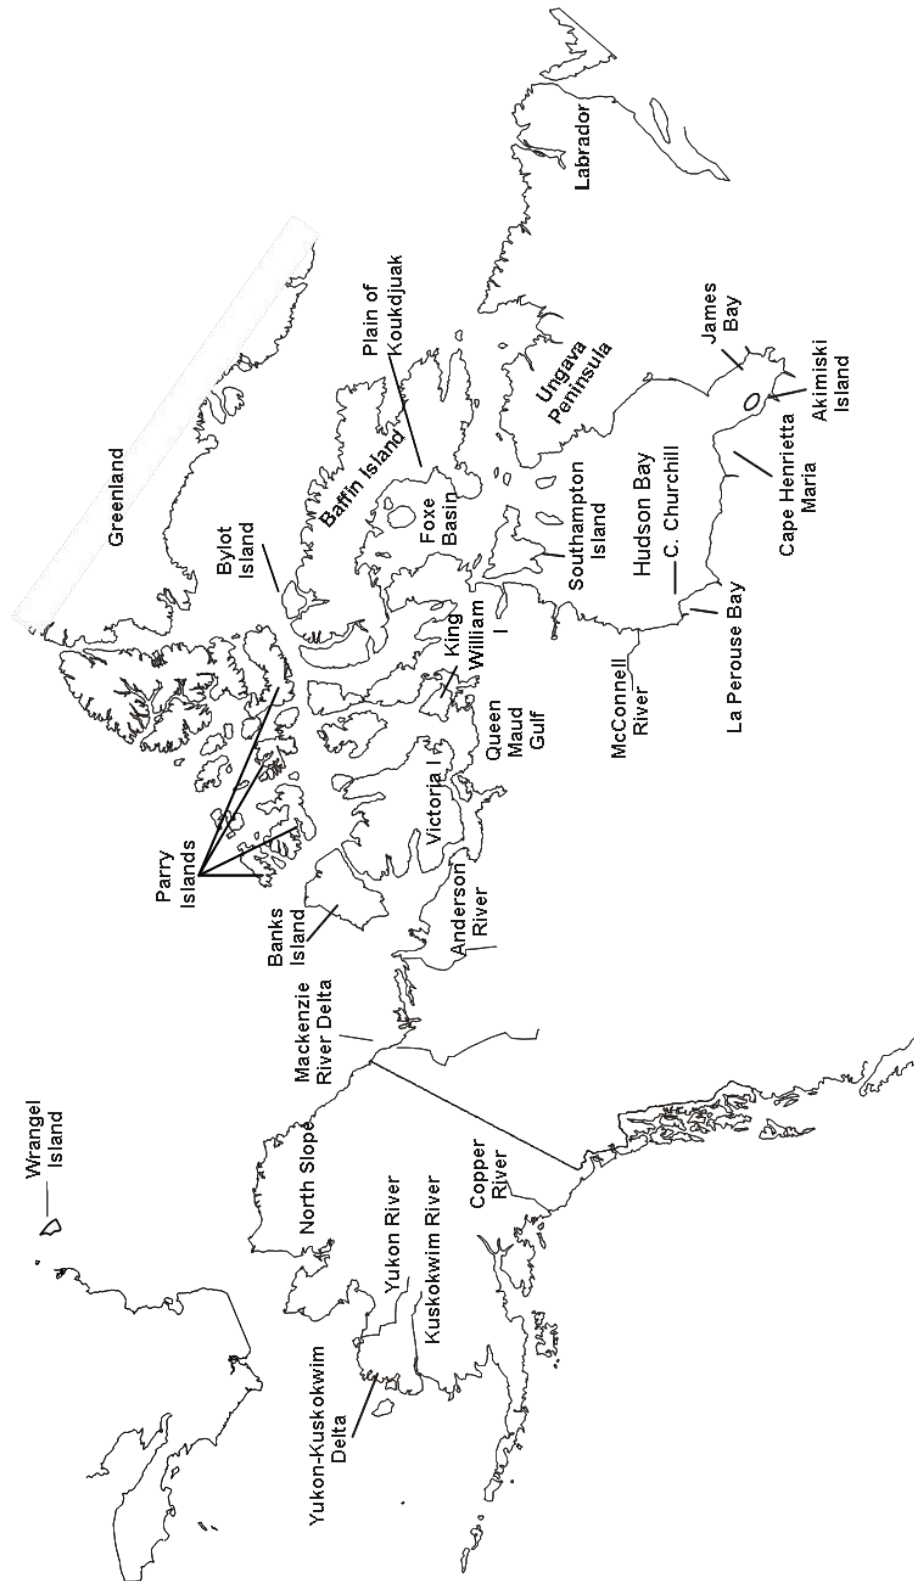 Wrangel
Island
Greenland
Bylot
Island
Parry
Islands
Banks
Island
Mackenzie
River Delta
North Slope
Yukon-Kuskokwim
Delta
Yukon River
Kuskokwim River
Copper
River
Anderson
River
Victoria I
Queen
Maud
Gulf
King
William
I
Foxe
Basin
Baffin Island
Plain of
Koukdjuak
Labrador
Ungava
Peninsula
Southampton
Island
Hudson Bay
C. Churchill
McConnell
River
La Perouse Bay
Cape Henrietta
Maria
James
Bay
Akimiski
Island